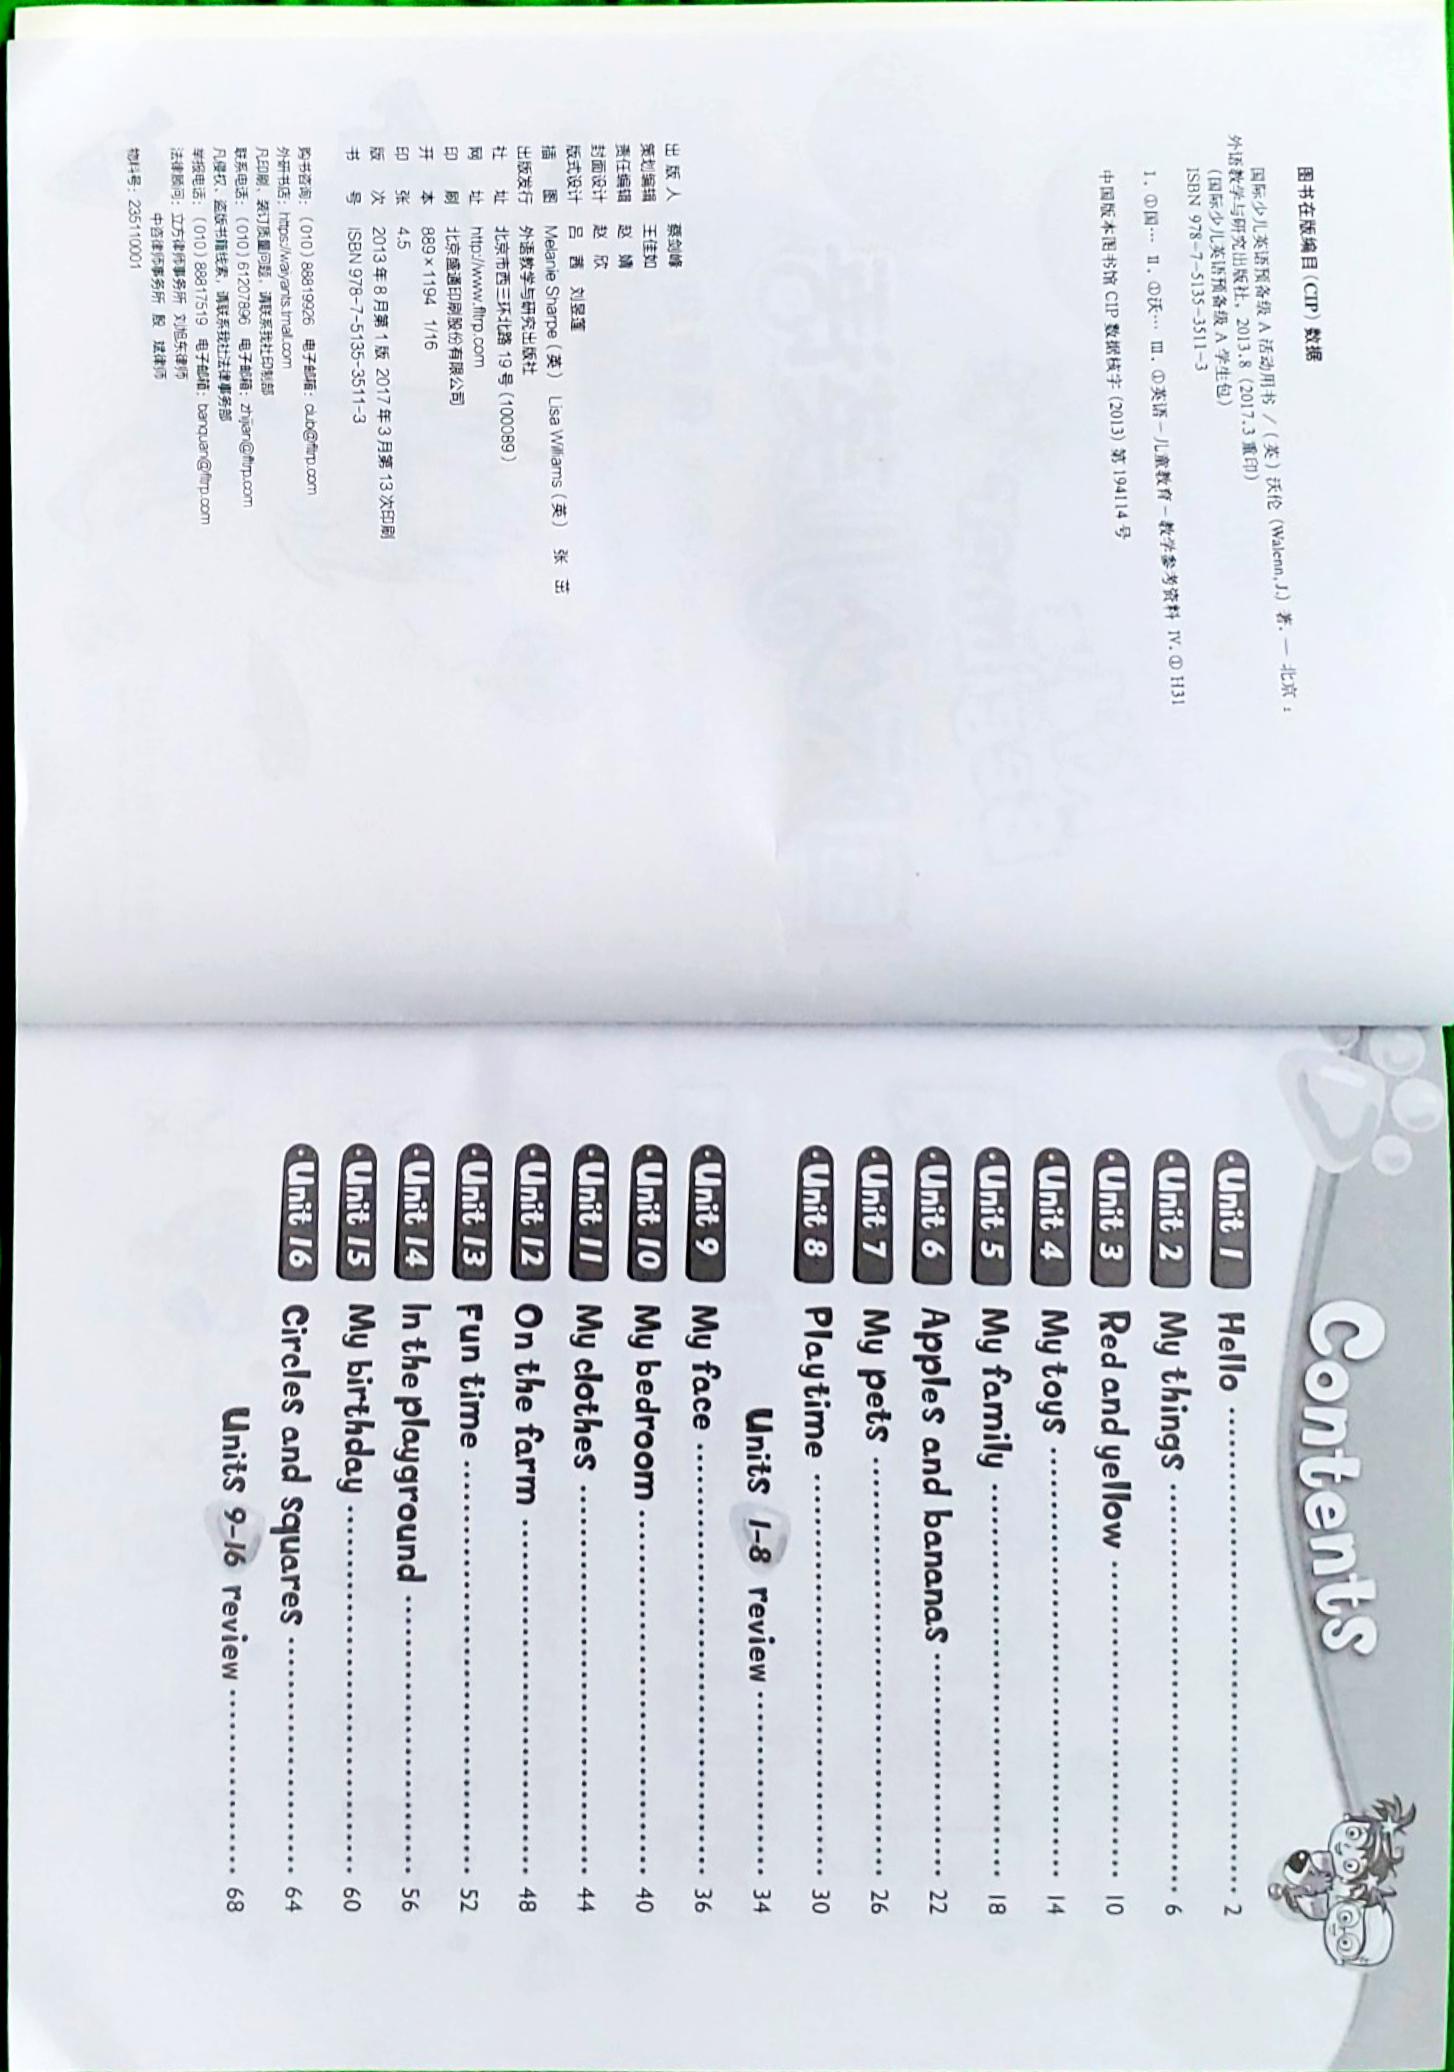 图书在版编目(CIP)数据
国际少儿英语预备级 A 活动用书 /（英）沃伦 (Walenn, J.) 著. — 北京：
外语教学与研究出版社，2013.8（2017.3 重印）
（国际少儿英语预备级 A 学生包）
ISBN 978-7-5135-3511-3
Ⅰ. ①国… Ⅱ. ①沃… Ⅲ. ①英语－儿童教育－教学参考资料 Ⅳ. ① H31
中国版本图书馆 CIP 数据核字 (2013) 第 194114 号
出版人 蔡剑峰
策划编辑 王佳如
责任编辑 赵 婧
封面设计 赵 欣
版式设计 吕 茜 刘昱莲
插图 Melanie Sharpe（英） Lisa Williams（英） 张 茁
出版发行 外语教学与研究出版社
社址 北京市西三环北路 19 号（100089）
网址 http://www.fltrp.com
印刷 北京盛通印刷股份有限公司
开本 889×1194 1/16
印张 4.5
版次 2013 年 8 月第 1 版 2017 年 3 月第 13 次印刷
书号 ISBN 978-7-5135-3511-3
购书咨询：（010）88819926 电子邮箱：club@fltrp.com
外研书店：https://waiyants.tmall.com
凡印刷、装订质量问题，请联系我社印制部
联系电话：（010）61207896 电子邮箱：zhijian@fltrp.com
凡侵权、盗版书籍线索，请联系我社法律事务部
举报电话：（010）88817519 电子邮箱：banquan@fltrp.com
法律顾问：立方律师事务所 刘旭东律师
中咨律师事务所 殷 斌律师
物料号：235110001
Contents
Unit 1 Hello 2
Unit 2 My things 6
Unit 3 Red and yellow 10
Unit 4 My toys 14
Unit 5 My family 18
Unit 6 Apples and bananas 22
Unit 7 My pets 26
Unit 8 Playtime 30
Units 1-8 review 34
Unit 9 My face 36
Unit 10 My bedroom 40
Unit 11 My clothes 44
Unit 12 On the farm 48
Unit 13 Fun time 52
Unit 14 In the playground 56
Unit 15 My birthday 60
Unit 16 Circles and squares 64
Units 9-16 review 68